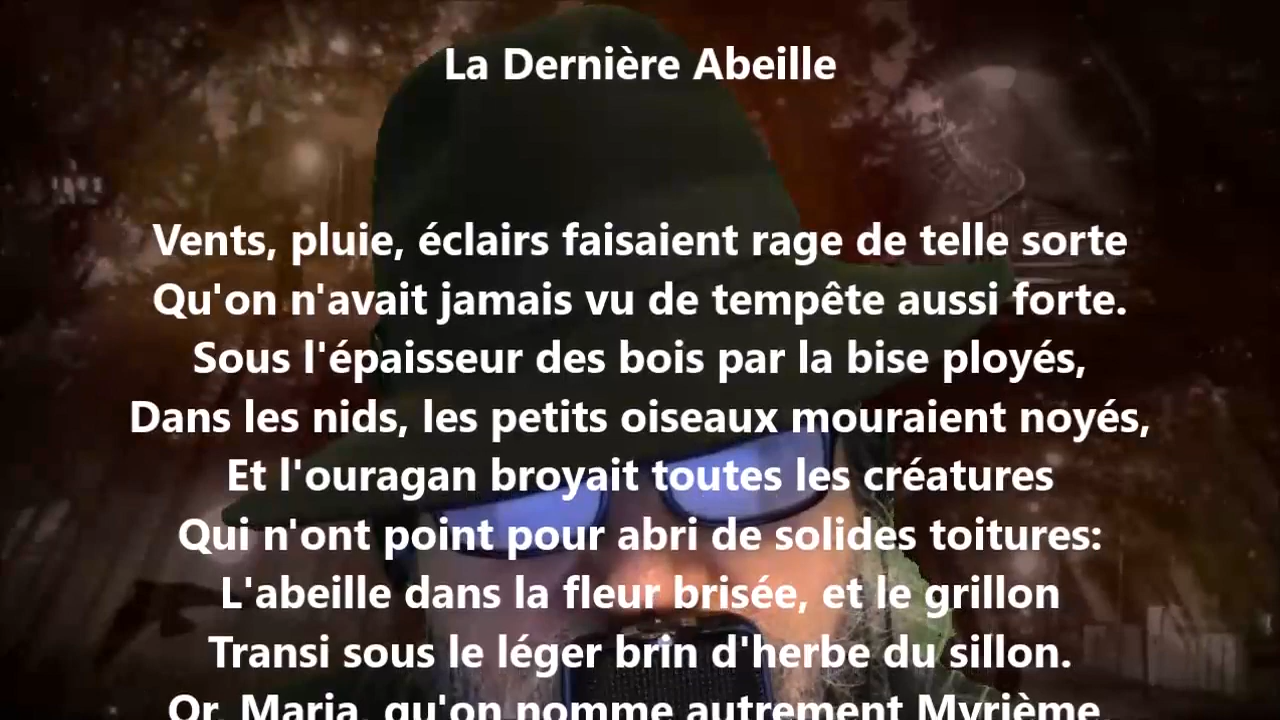 La Dernière Abeille
Vents, pluie, éclairs faisaient rage de telle sorte
Qu'on n'avait jamais vu de tempête aussi forte.
Sous l'épaisseur des bois par la bise ployés,
Dans les nids, les petits oiseaux mouraient noyés,
Et l'ouragan broyait toutes les créatures
Qui n'ont point pour abri de solides toitures:
L'abeille dans la fleur brisée, et le grillon
Transi sous le léger brin d'herbe du sillon.
Or, Maria, qu'on nomme autrement Myrième